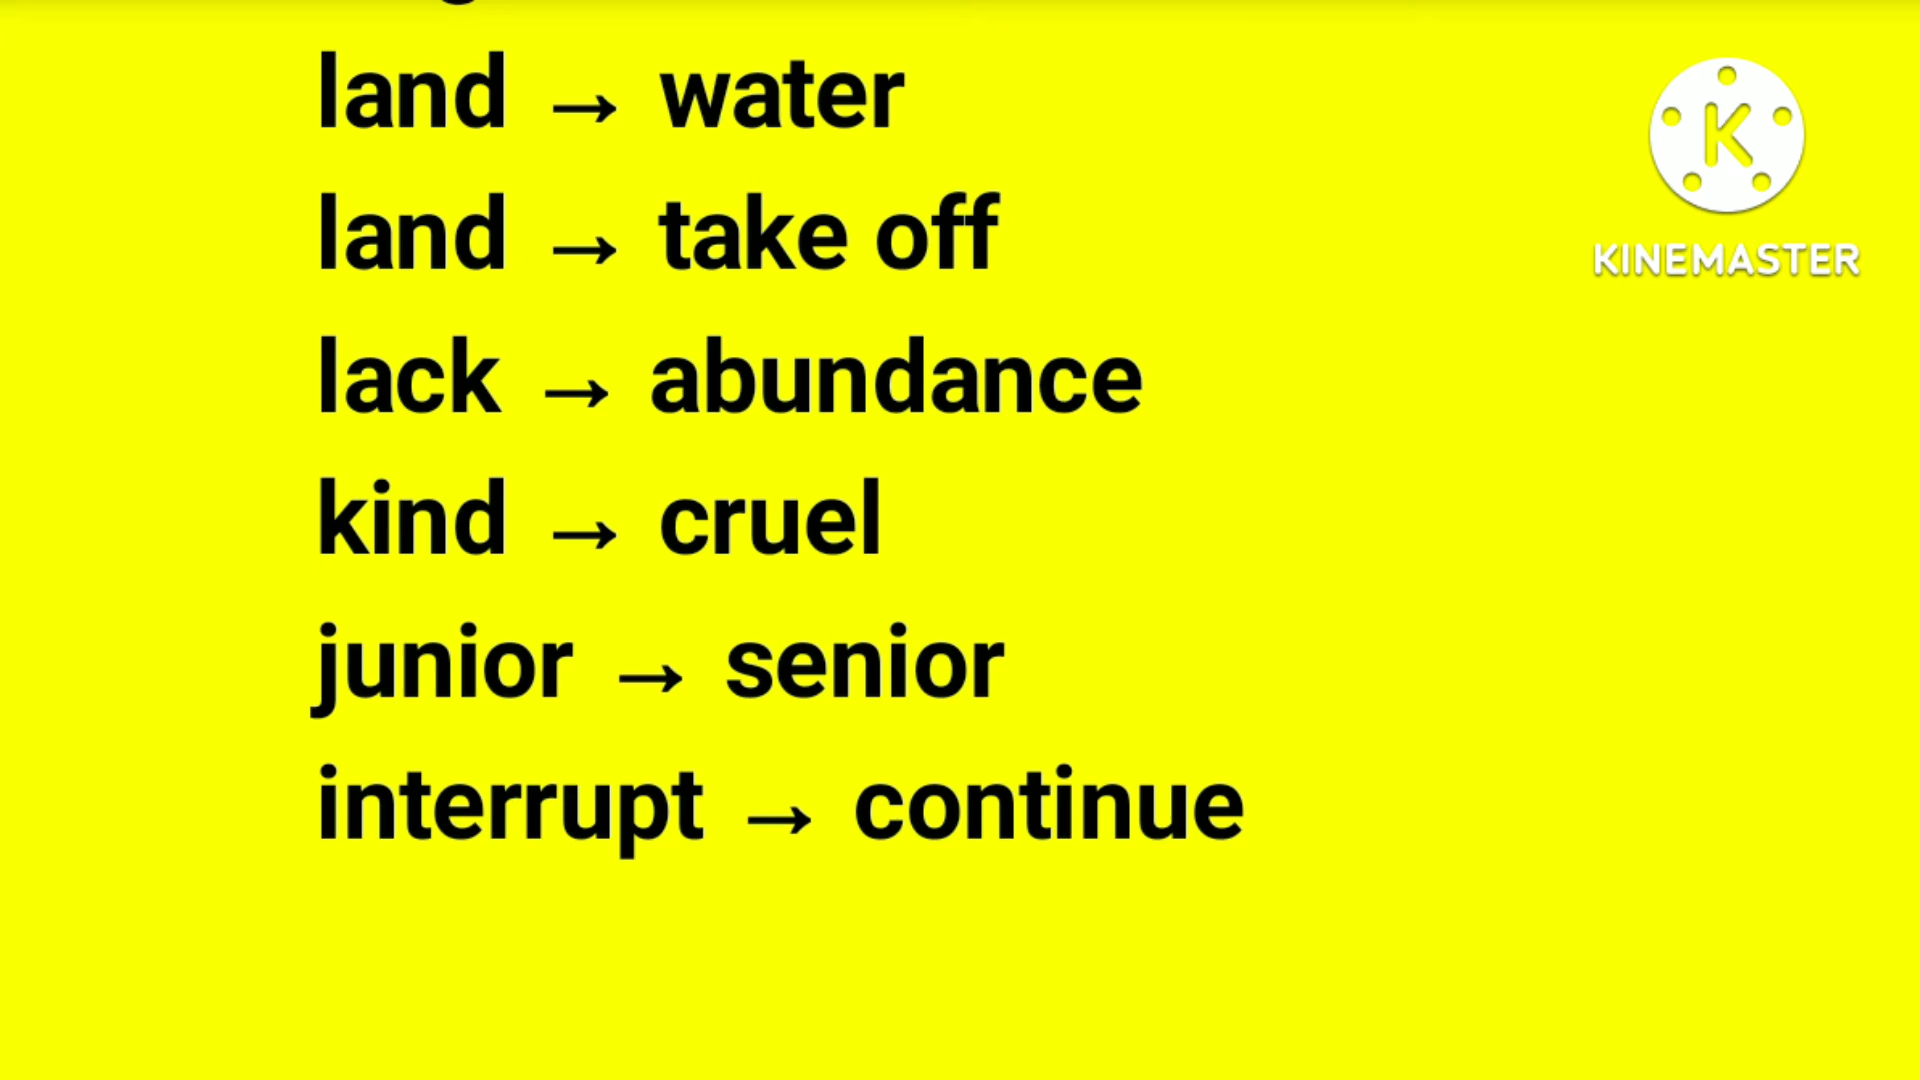 land → water
land → take off
lack → abundance
kind → cruel
junior → senior
interrupt → continue
K
KINEMASTER